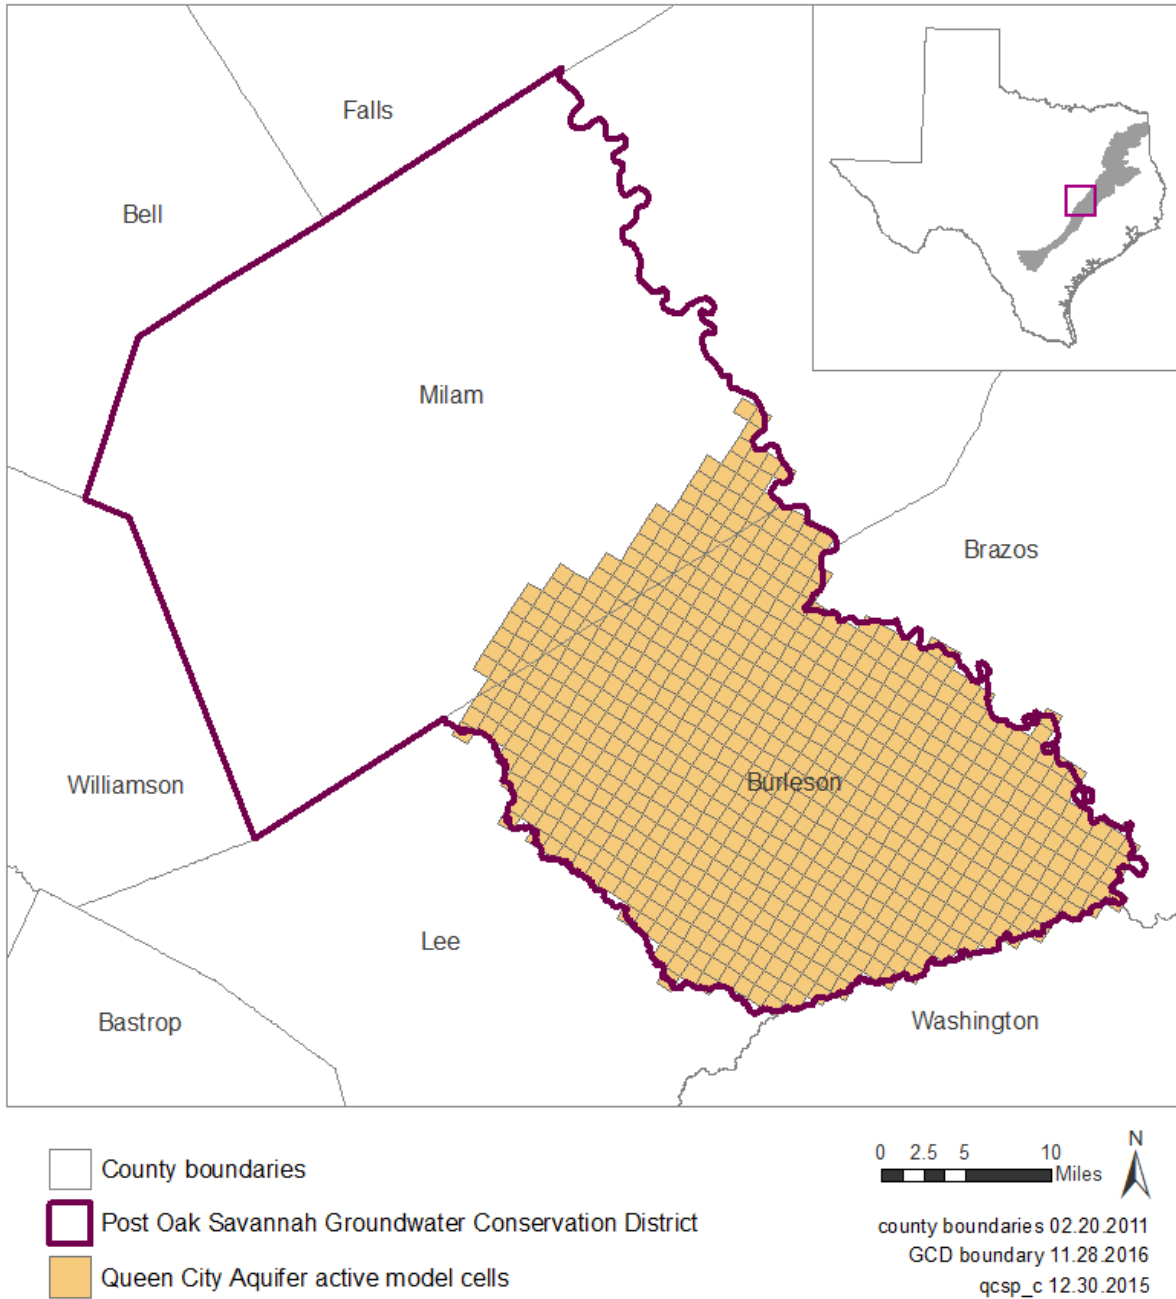 Falls
Bell
Milam
Brazos
Williamson
Burleson
Lee
Bastrop
Washington
County boundaries
Post Oak Savannah Groundwater Conservation District
Queen City Aquifer active model cells
0 2.5 5 10
Miles
N
county boundaries 02.20.2011
GCD boundary 11.28.2016
qcsp_c 12.30.2015